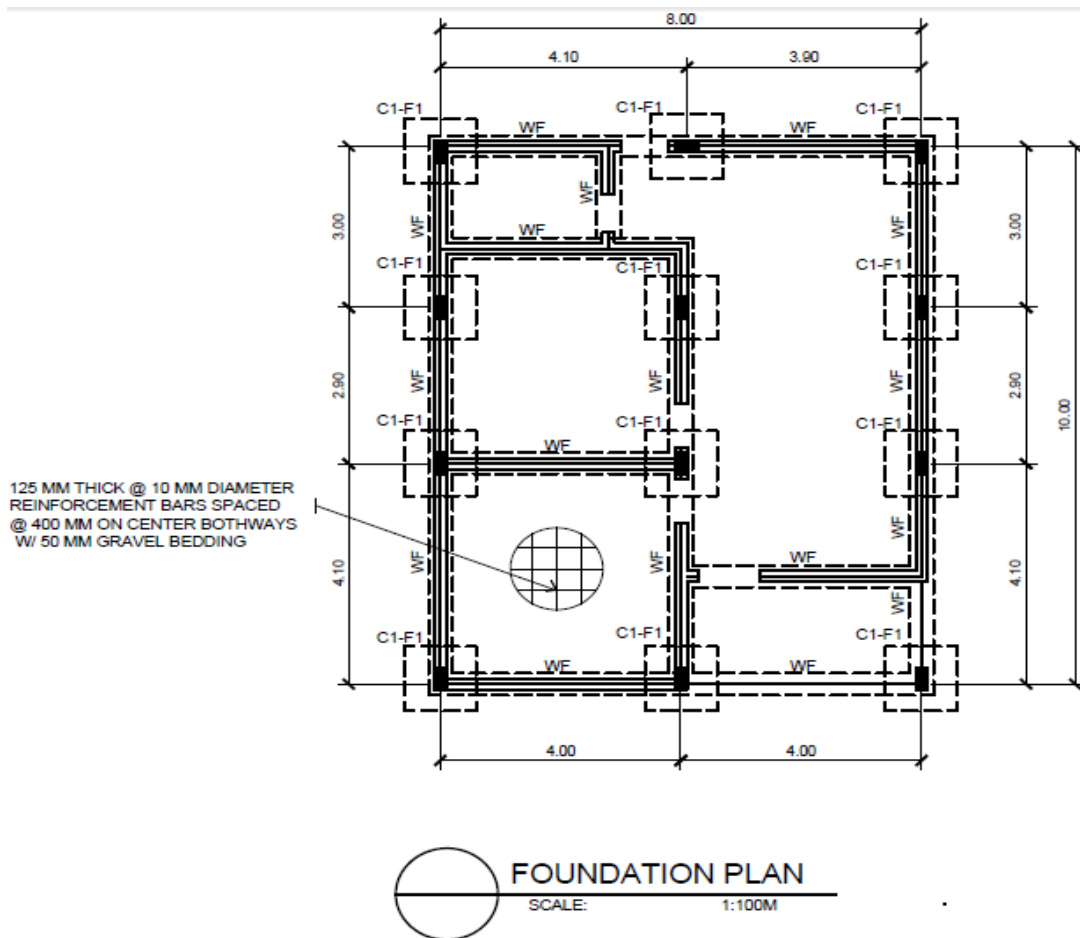 8.00
4.10 3.90
C1-F1 C1-F1 C1-F1
WF WF
3.00 WF WF WF 3.00
WF
C1-F1 C1-F1 C1-F1
2.90 WF WF WF 2.90
10.00
C1-F1 C1-F1 C1-F1
WF
125 MM THICK @ 10 MM DIAMETER
REINFORCEMENT BARS SPACED
@ 400 MM ON CENTER BOTHWAYS
W/ 50 MM GRAVEL BEDDING
WF
4.10 WF WF WF 4.10
WF
C1-F1 C1-F1 C1-F1
WF WF
4.00 4.00
FOUNDATION PLAN
SCALE: 1:100M